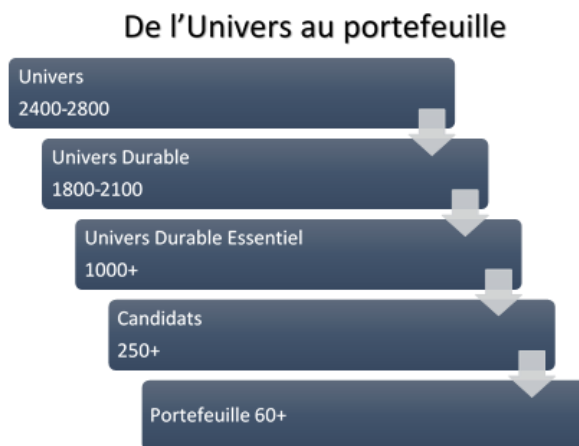 De l’Univers au portefeuille
Univers
2400-2800
Univers Durable
1800-2100
Univers Durable Essentiel
1000+
Candidats
250+
Portefeuille 60+